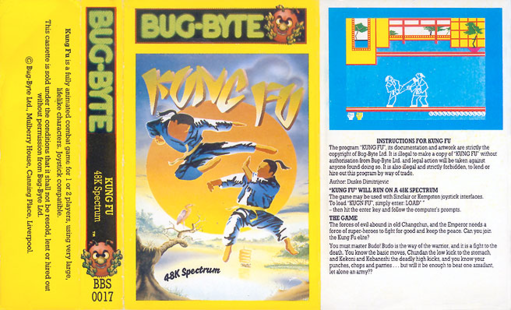 Kung Fu is a fully animated combat game for 1 or 2 players, using very large,
lifelike characters. Joystick compatible.
This cassette is sold under the conditions that it shall not be resold, lent or hired out
without permission from Bug-Byte Ltd.
© Bug-Byte Ltd., Mulberry House, Canning Place, Liverpool.
BUG-BYTE
KUNG FU
48K Spectrum
BBS
0017
BUG-BYTE
KUNG FU
48K Spectrum
INSTRUCTIONS FOR KUNG FU
The program "KUNG FU", its documentation and artwork are strictly the
copyright of Bug-Byte Ltd. It is illegal to make a copy of "KUNG FU" without
authorisation from Bug-Byte Ltd. and legal action will be taken against
anyone found doing so. It is also illegal and strictly forbidden, to lend or
hire out this program by way of trade.
Author: Dusko Dimitrijevic
"KUNG FU" WILL RUN ON A 48K SPECTRUM
The game may be used with Sinclair or Kempston joystick interfaces.
To load "KUNG FU", simply enter: LOAD" "
– then hit the enter key and follow the computer's prompts.
THE GAME
The forces of evil abound in old Changchun, and the Emperor needs a
force of super-heroes to fight for good and keep the peace. Can you join
the Kung Fu elite?
You must master Budo! Budo is the way of the warrior, and it is a fight to the
death. You know the basic moves, Chundan the low kick to the stomach,
and Kekomi and Kebaneshi the deadly high kicks, and you know your
punches, chops and parries . . . . but will it be enough to beat one assailant,
let alone an army??